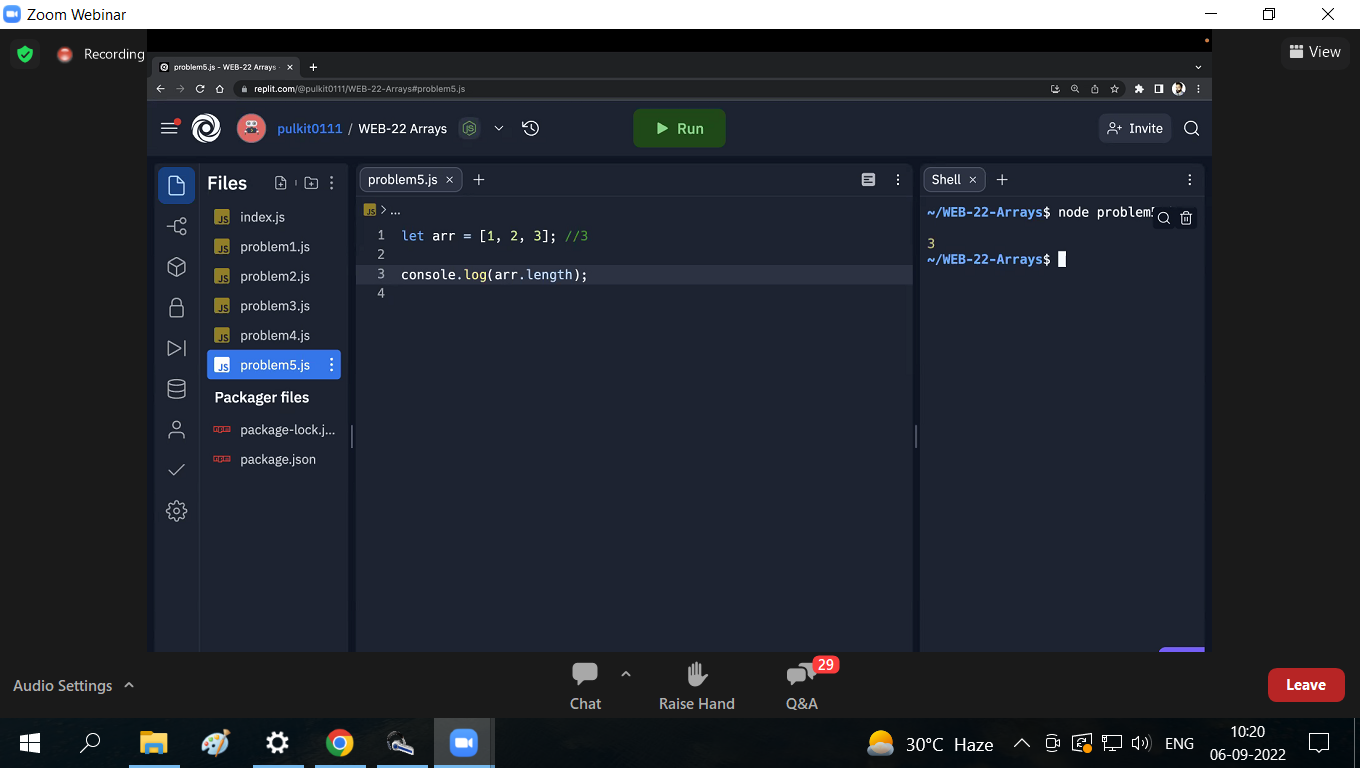 Zoom Webinar
Recording
View
problem5.js - WEB-22 Arrays
replit.com/@pulkit0111/WEB-22-Arrays#problem5.js
pulkit0111 / WEB-22 Arrays
Run
Invite
Files
index.js
problem1.js
problem2.js
problem3.js
problem4.js
problem5.js
Packager files
package-lock.j...
package.json
problem5.js
JS > ...
1 let arr = [1, 2, 3]; //3
2
3 console.log(arr.length);
4
Shell
~/WEB-22-Arrays$ node problem5
3
~/WEB-22-Arrays$
Audio Settings
Chat
Raise Hand
29
Q&A
Leave
30°C Haze
ENG
10:20
06-09-2022